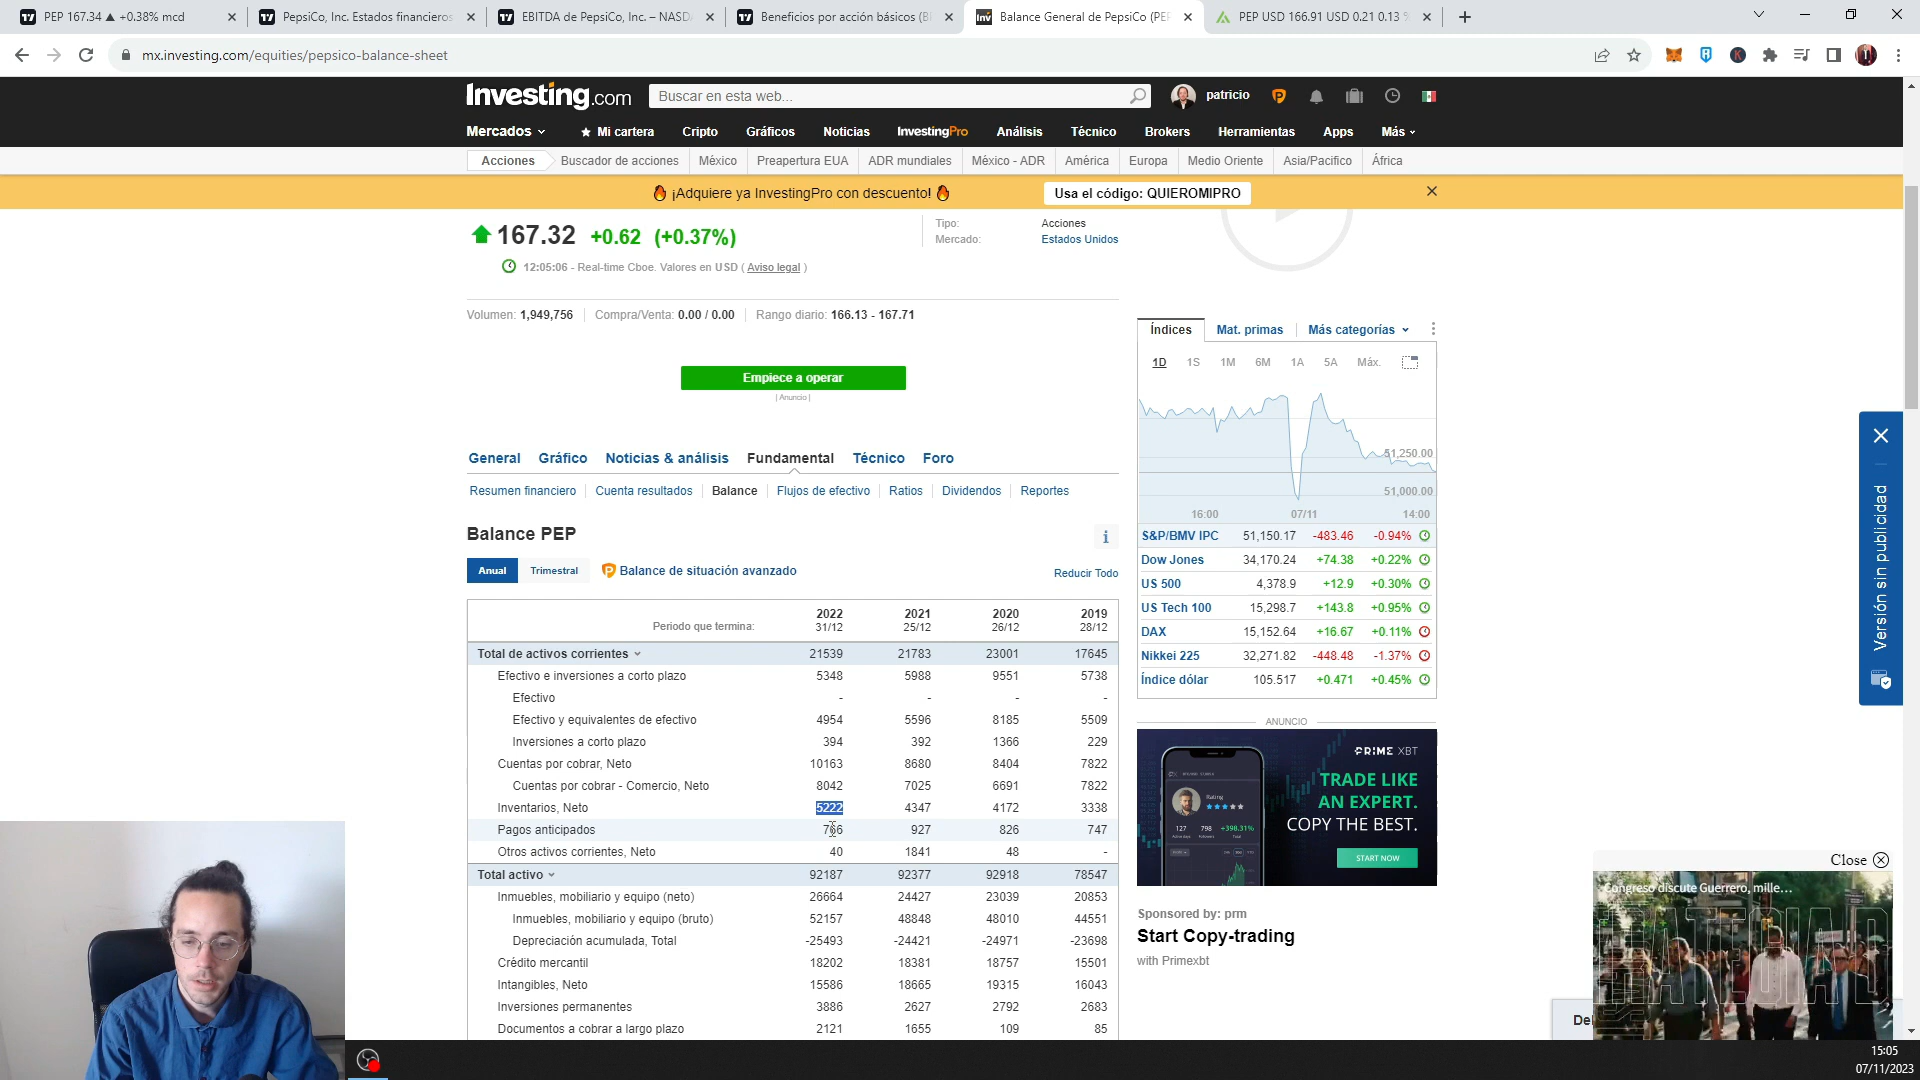 PEP 167.34 ▲ +0.38% mcd
PepsiCo, Inc. Estados financieros
EBITDA de PepsiCo, Inc. – NASD
Beneficios por acción básicos (B
Balance General de PepsiCo (PEP
PEP USD 166.91 USD 0.21 0.13 %
mx.investing.com/equities/pepsico-balance-sheet
Investing.com
Buscar en esta web...
patricio
Mercados
Mi cartera
Cripto
Gráficos
Noticias
InvestingPro
Análisis
Técnico
Brokers
Herramientas
Apps
Más
Acciones
Buscador de acciones
México
Preapertura EUA
ADR mundiales
México - ADR
América
Europa
Medio Oriente
Asia/Pacifico
África
¡Adquiere ya InvestingPro con descuento!
Usa el código: QUIEROMIPRO
167.32 +0.62 (+0.37%)
12:05:06 - Real-time Cboe. Valores en USD ( Aviso legal )
Tipo: Acciones
Mercado: Estados Unidos
Volumen: 1,949,756 Compra/Venta: 0.00 / 0.00 Rango diario: 166.13 - 167.71
Empiece a operar
| Anuncio |
General Gráfico Noticias & análisis Fundamental Técnico Foro
Resumen financiero Cuenta resultados Balance Flujos de efectivo Ratios Dividendos Reportes
Balance PEP
Anual Trimestral Balance de situación avanzado Reducir Todo
Periodo que termina: 2022 31/12 2021 25/12 2020 26/12 2019 28/12
Total de activos corrientes 21539 21783 23001 17645
Efectivo e inversiones a corto plazo 5348 5988 9551 5738
Efectivo - - - -
Efectivo y equivalentes de efectivo 4954 5596 8185 5509
Inversiones a corto plazo 394 392 1366 229
Cuentas por cobrar, Neto 10163 8680 8404 7822
Cuentas por cobrar - Comercio, Neto 8042 7025 6691 7822
Inventarios, Neto 5222 4347 4172 3338
Pagos anticipados 927 826 747
Otros activos corrientes, Neto 40 1841 48 -
Total activo 92187 92377 92918 78547
Inmuebles, mobiliario y equipo (neto) 26664 24427 23039 20853
Inmuebles, mobiliario y equipo (bruto) 52157 48848 48010 44551
Depreciación acumulada, Total -25493 -24421 -24971 -23698
Crédito mercantil 18202 18381 18757 15501
Intangibles, Neto 15586 18665 19315 16043
Inversiones permanentes 3886 2627 2792 2683
Documentos a cobrar a largo plazo 2121 1655 109 85
Índices Mat. primas Más categorías
1D 1S 1M 6M 1A 5A Máx.
51,250.00
51,000.00
16:00 07/11 14:00
S&P/BMV IPC 51,150.17 -483.46 -0.94%
Dow Jones 34,170.24 +74.38 +0.22%
US 500 4,378.9 +12.9 +0.30%
US Tech 100 15,298.7 +143.8 +0.95%
DAX 15,152.64 +16.67 +0.11%
Nikkei 225 32,271.82 -448.48 -1.37%
Índice dólar 105.517 +0.471 +0.45%
ANUNCIO
PRIME XBT
TRADE LIKE
AN EXPERT.
COPY THE BEST.
START NOW
Rating
127 798 +398.31%
Sponsored by: prm
Start Copy-trading
with Primexbt
Versión sin publicidad
Close
Congreso discute Guerrero, mille…
15:05
07/11/2023